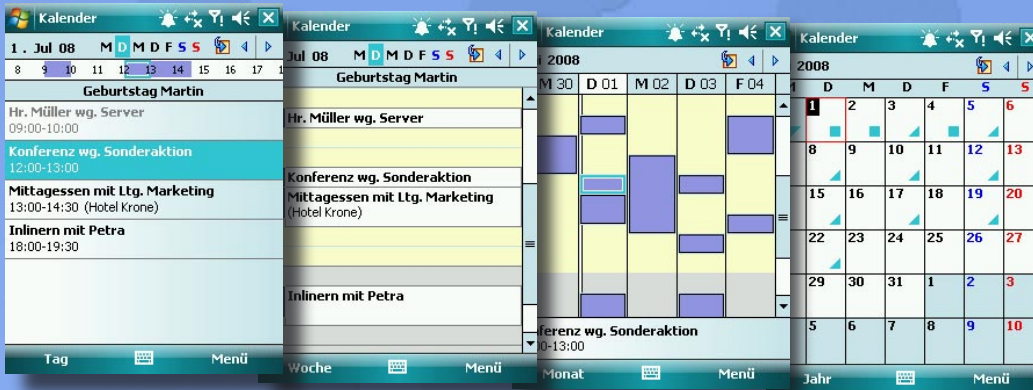 Kalender
1. Jul 08 M D M D F S S
8 9 10 11 12 13 14 15 16 17 1
Geburtstag Martin
Hr. Müller wg. Server
09:00-10:00
Konferenz wg. Sonderaktion
12:00-13:00
Mittagessen mit Ltg. Marketing
13:00-14:30 (Hotel Krone)
Inlinern mit Petra
18:00-19:30
Tag Menü
Kalender
Jul 08 M D M D F S S
Geburtstag Martin
Hr. Müller wg. Server
Konferenz wg. Sonderaktion
Mittagessen mit Ltg. Marketing
(Hotel Krone)
Inlinern mit Petra
Woche Menü
Kalender
2008
M 30 D 01 M 02 D 03 F 04
ferenz wg. Sonderaktion
0-13:00
Monat Menü
Kalender
2008
D M D F S S
1 2 3 4 5 6
8 9 10 11 12 13
15 16 17 18 19 20
22 23 24 25 26 27
29 30 31 1 2 3
5 6 7 8 9 10
Jahr Menü